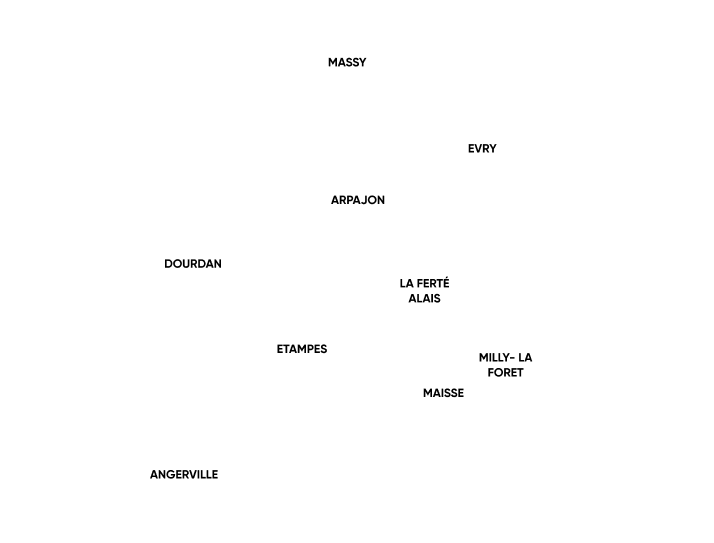 MASSY
EVRY
ARPAJON
DOURDAN
LA FERTÉ
ALAIS
ETAMPES
MILLY- LA
FORET
MAISSE
ANGERVILLE